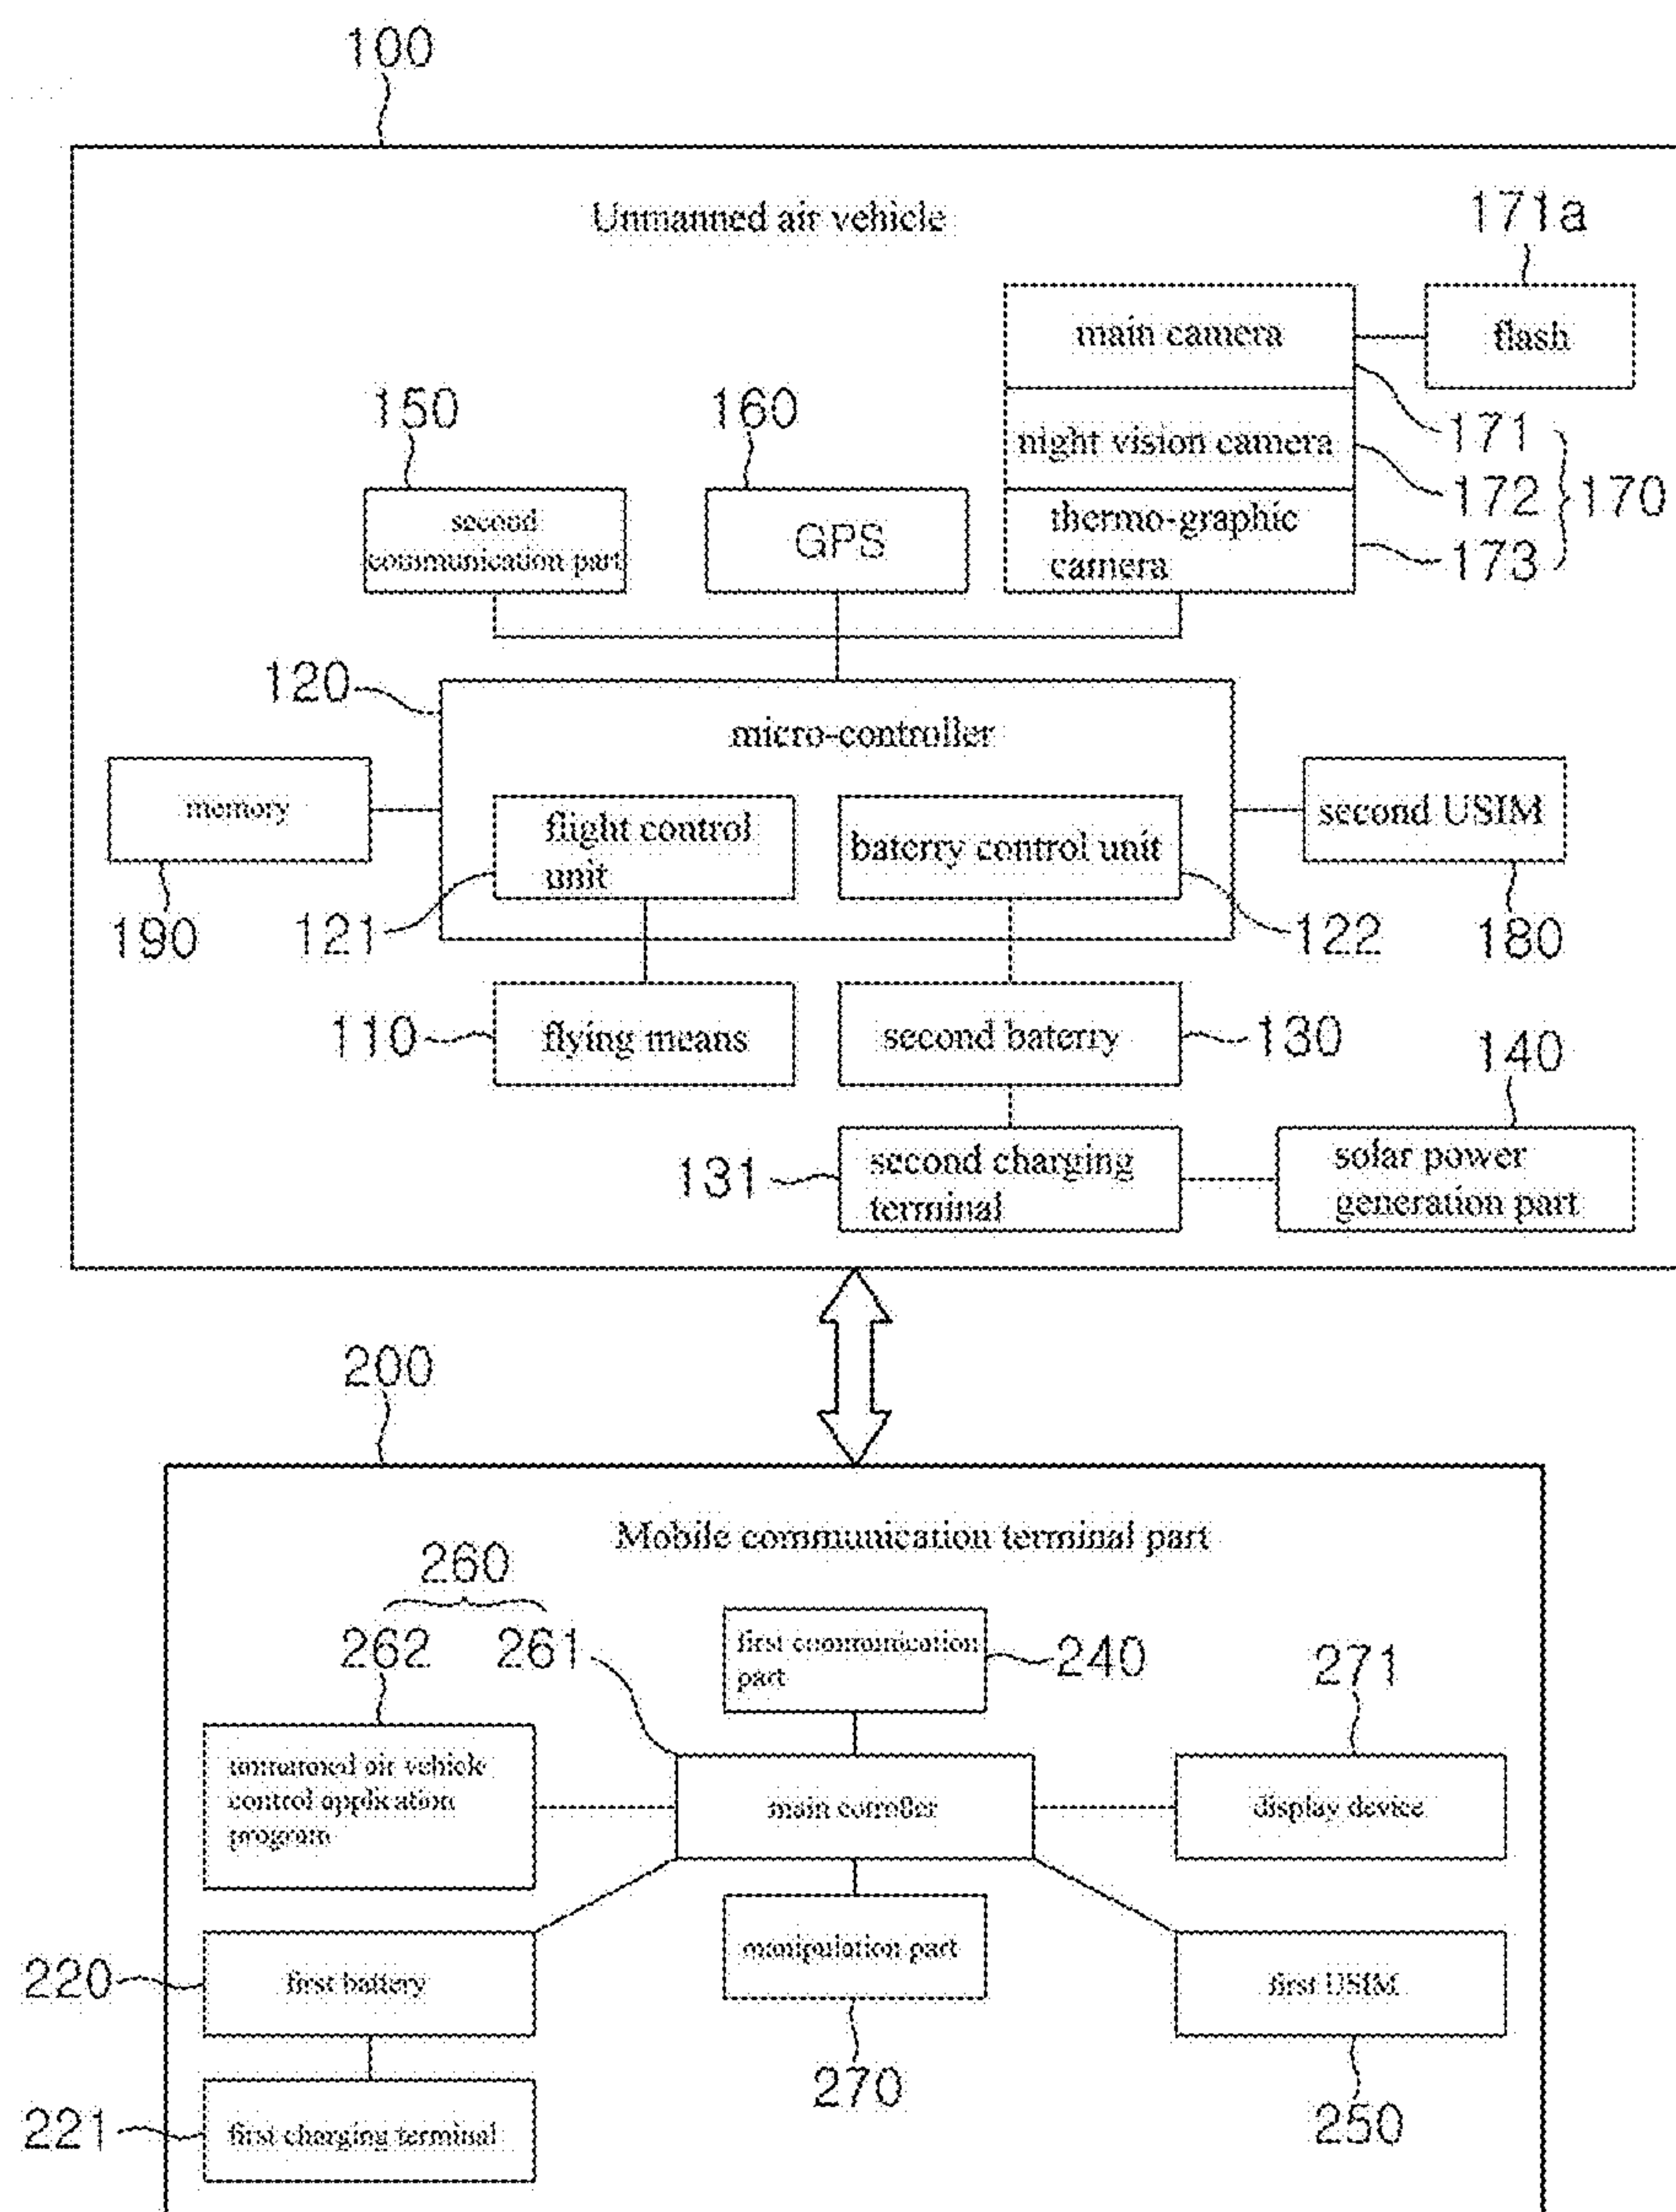 100
Unmanned air vehicle
171a
main camera
flash
150
160
171
night vision camera
172
170
second
communication part
GPS
thermo-graphic
camera
173
120
micro-controller
memory
flight control
unit
baterry control unit
second USIM
190
121
122
180
110
flying means
second baterry
130
140
131
second charging
terminal
solar power
generation part
200
Mobile communication terminal part
260
262
261
first communication
part
240
271
unmanned air vehicle
control application
program
main cotroller
display device
220
first battery
manipulation part
first USIM
270
250
221
first charging terminal